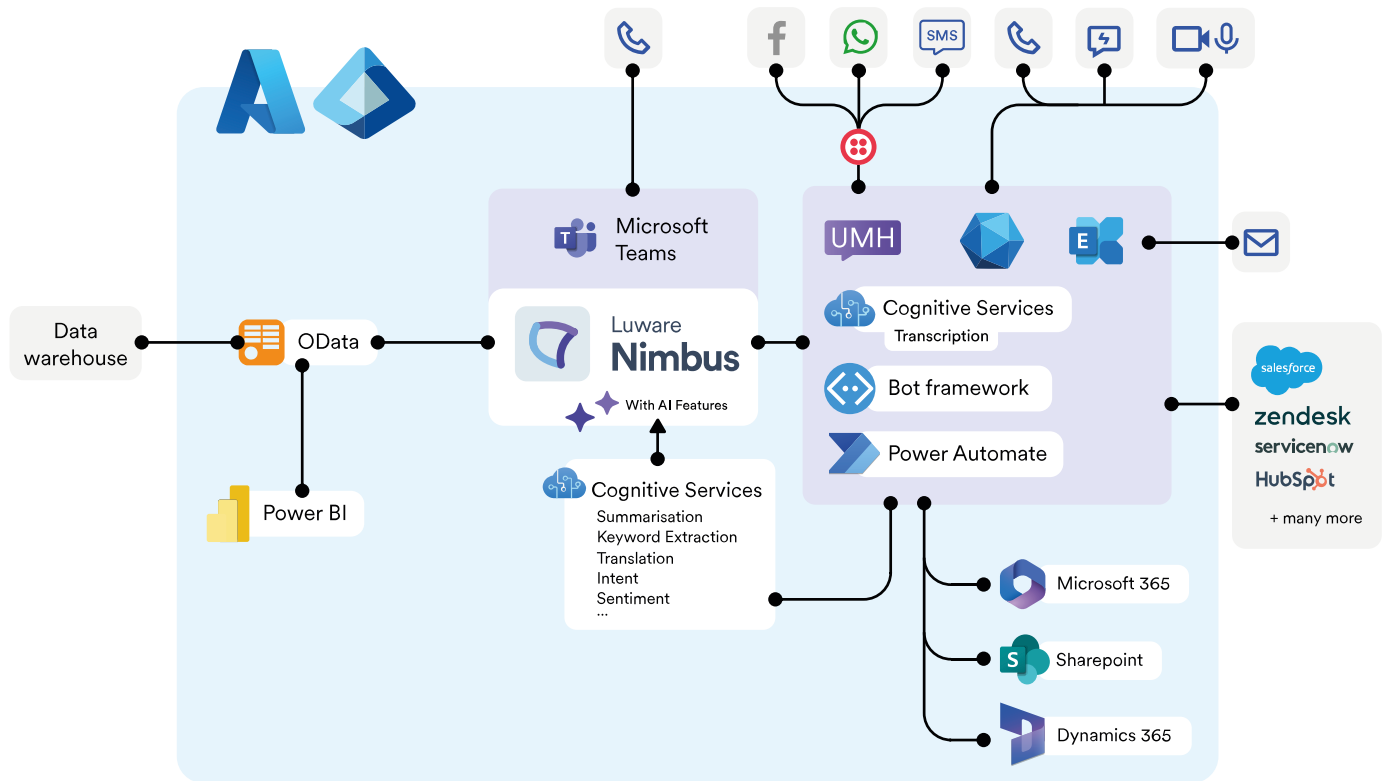 SMS
Microsoft
Teams
T
UMH
E
Data
warehouse
OData
Luware
Nimbus
With AI Features
Cognitive Services
Transcription
Bot framework
Power Automate
salesforce
zendesk
servicenow
HubSpot
+ many more
Power BI
Cognitive Services
Summarisation
Keyword Extraction
Translation
Intent
Sentiment
...
Microsoft 365
S
Sharepoint
Dynamics 365